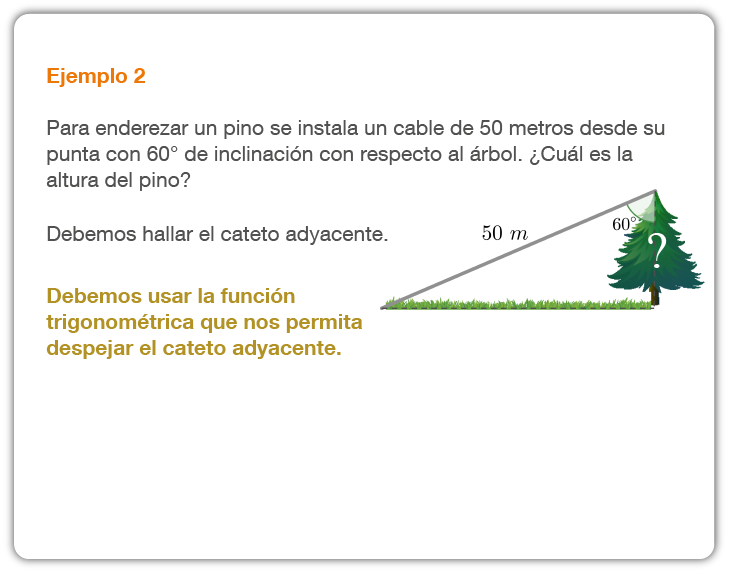 Ejemplo 2
Para enderezar un pino se instala un cable de 50 metros desde su
punta con 60° de inclinación con respecto al árbol. ¿Cuál es la
altura del pino?
Debemos hallar el cateto adyacente.
50 m
60°
?
Debemos usar la función
trigonométrica que nos permita
despejar el cateto adyacente.